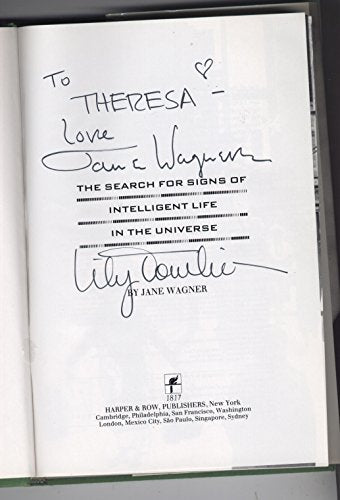 TO
THERESA –
Love
Jane Wagner
THE SEARCH FOR SIGNS OF
INTELLIGENT LIFE
IN THE UNIVERSE
Lily Tomlin
BY JANE WAGNER
1817
HARPER & ROW, PUBLISHERS, New York
Cambridge, Philadelphia, San Francisco, Washington
London, Mexico City, São Paulo, Singapore, Sydney